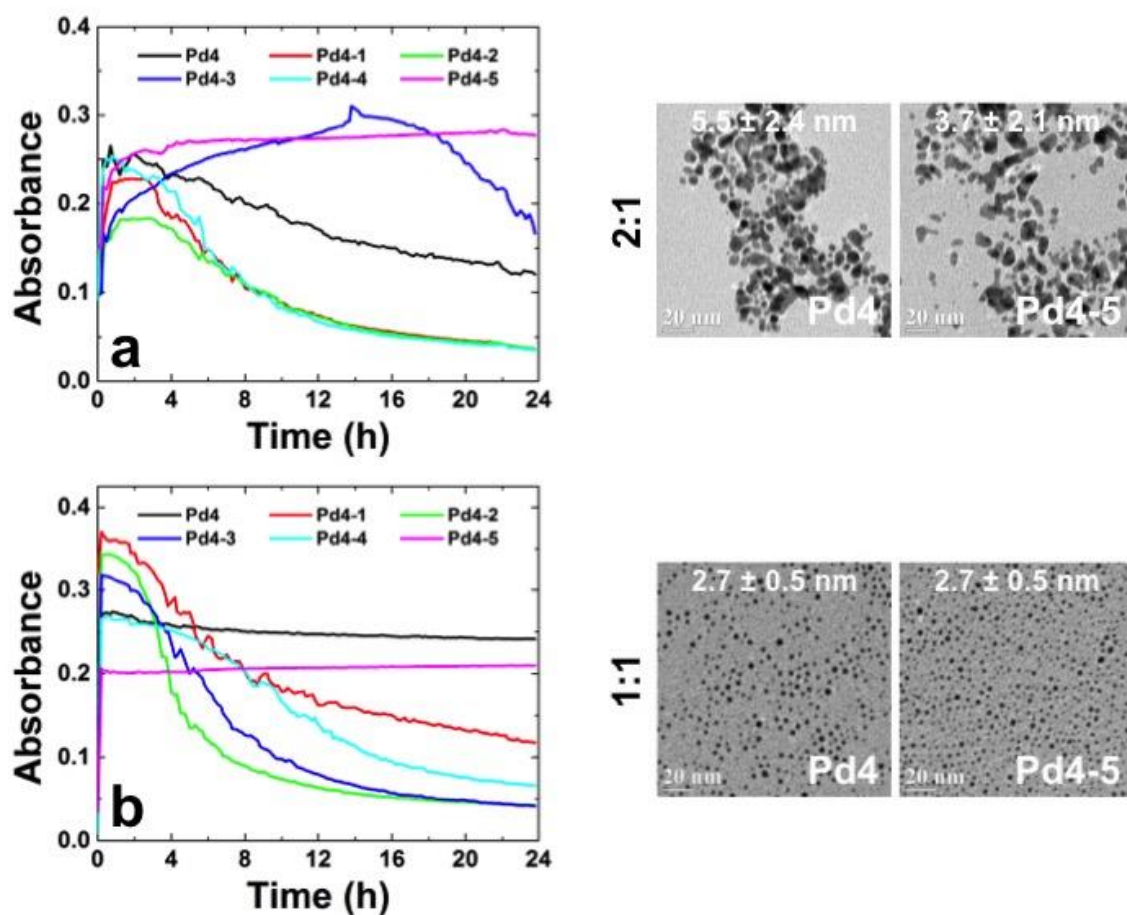 0.4
Pd4 Pd4-1 Pd4-2
Pd4-3 Pd4-4 Pd4-5
0.3
0.2
0.1
0.0
Absorbance
a
0 4 8 12 16 20 24
Time (h)
2:1
5.5 ± 2.4 nm
20 nm
Pd4
3.7 ± 2.1 nm
20 nm
Pd4-5
0.4
Pd4 Pd4-1 Pd4-2
Pd4-3 Pd4-4 Pd4-5
0.3
0.2
0.1
0.0
Absorbance
b
0 4 8 12 16 20 24
Time (h)
1:1
2.7 ± 0.5 nm
20 nm
Pd4
2.7 ± 0.5 nm
20 nm
Pd4-5